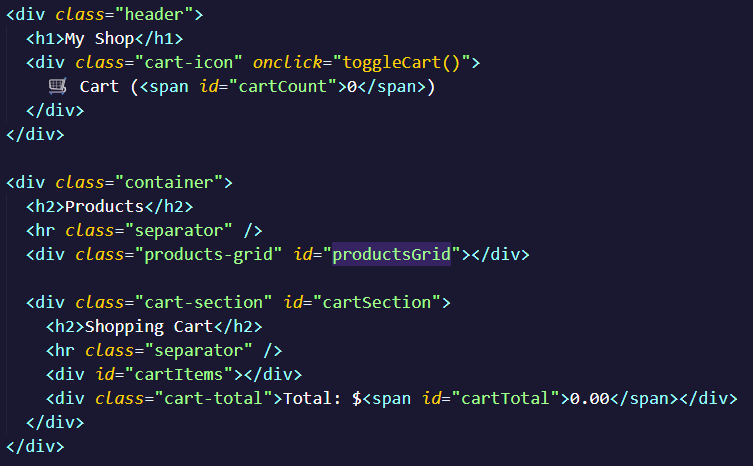 <div class="header">
<h1>My Shop</h1>
<div class="cart-icon" onclick="toggleCart()">
🛒 Cart (<span id="cartCount">0</span>)
</div>
</div>
<div class="container">
<h2>Products</h2>
<hr class="separator" />
<div class="products-grid" id="productsGrid"></div>
<div class="cart-section" id="cartSection">
<h2>Shopping Cart</h2>
<hr class="separator" />
<div id="cartItems"></div>
<div class="cart-total">Total: $<span id="cartTotal">0.00</span></div>
</div>
</div>